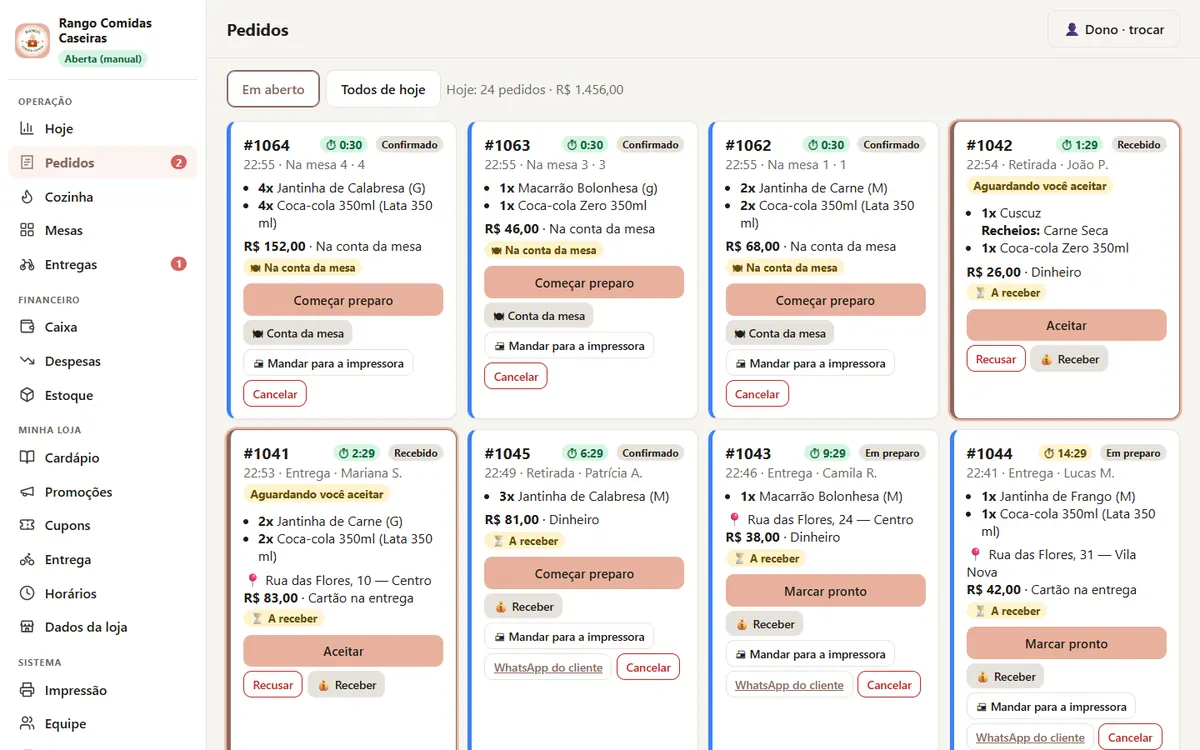 Rango Comidas
Caseiras
Aberta (manual)
OPERAÇÃO
Hoje
Pedidos 2
Cozinha
Mesas
Entregas 1
FINANCEIRO
Caixa
Despesas
Estoque
MINHA LOJA
Cardápio
Promoções
Cupons
Entrega
Horários
Dados da loja
SISTEMA
Impressão
Equipe
Pedidos
Dono · trocar
Em aberto
Todos de hoje
Hoje: 24 pedidos · R$ 1.456,00
#1064 0:30 Confirmado
22:55 · Na mesa 4 · 4
4x Jantinha de Calabresa (G)
4x Coca-cola 350ml (Lata 350
ml)
R$ 152,00 · Na conta da mesa
Na conta da mesa
Começar preparo
Conta da mesa
Mandar para a impressora
Cancelar
#1063 0:30 Confirmado
22:55 · Na mesa 3 · 3
1x Macarrão Bolonhesa (g)
1x Coca-cola Zero 350ml
R$ 46,00 · Na conta da mesa
Na conta da mesa
Começar preparo
Conta da mesa
Mandar para a impressora
Cancelar
#1062 0:30 Confirmado
22:55 · Na mesa 1 · 1
2x Jantinha de Carne (M)
2x Coca-cola 350ml (Lata 350
ml)
R$ 68,00 · Na conta da mesa
Na conta da mesa
Começar preparo
Conta da mesa
Mandar para a impressora
Cancelar
#1042 1:29 Recebido
22:54 · Retirada · João P.
Aguardando você aceitar
1x Cuscuz
Recheios: Carne Seca
1x Coca-cola Zero 350ml
R$ 26,00 · Dinheiro
A receber
Aceitar
Recusar
Receber
#1041 2:29 Recebido
22:53 · Entrega · Mariana S.
Aguardando você aceitar
2x Jantinha de Carne (G)
2x Coca-cola 350ml (Lata 350
ml)
Rua das Flores, 10 — Centro
R$ 83,00 · Cartão na entrega
A receber
Aceitar
Recusar
Receber
#1045 6:29 Confirmado
22:49 · Retirada · Patrícia A.
3x Jantinha de Calabresa (M)
R$ 81,00 · Dinheiro
A receber
Começar preparo
Receber
Mandar para a impressora
WhatsApp do cliente
Cancelar
#1043 9:29 Em preparo
22:46 · Entrega · Camila R.
1x Macarrão Bolonhesa (M)
Rua das Flores, 24 — Centro
R$ 38,00 · Dinheiro
A receber
Marcar pronto
Receber
Mandar para a impressora
WhatsApp do cliente
Cancelar
#1044 14:29 Em preparo
22:41 · Entrega · Lucas M.
1x Jantinha de Frango (M)
1x Coca-cola 350ml (Lata 350
ml)
Rua das Flores, 31 — Vila
Nova
R$ 42,00 · Cartão na entrega
A receber
Marcar pronto
Receber
Mandar para a impressora
WhatsApp do cliente
Cancelar